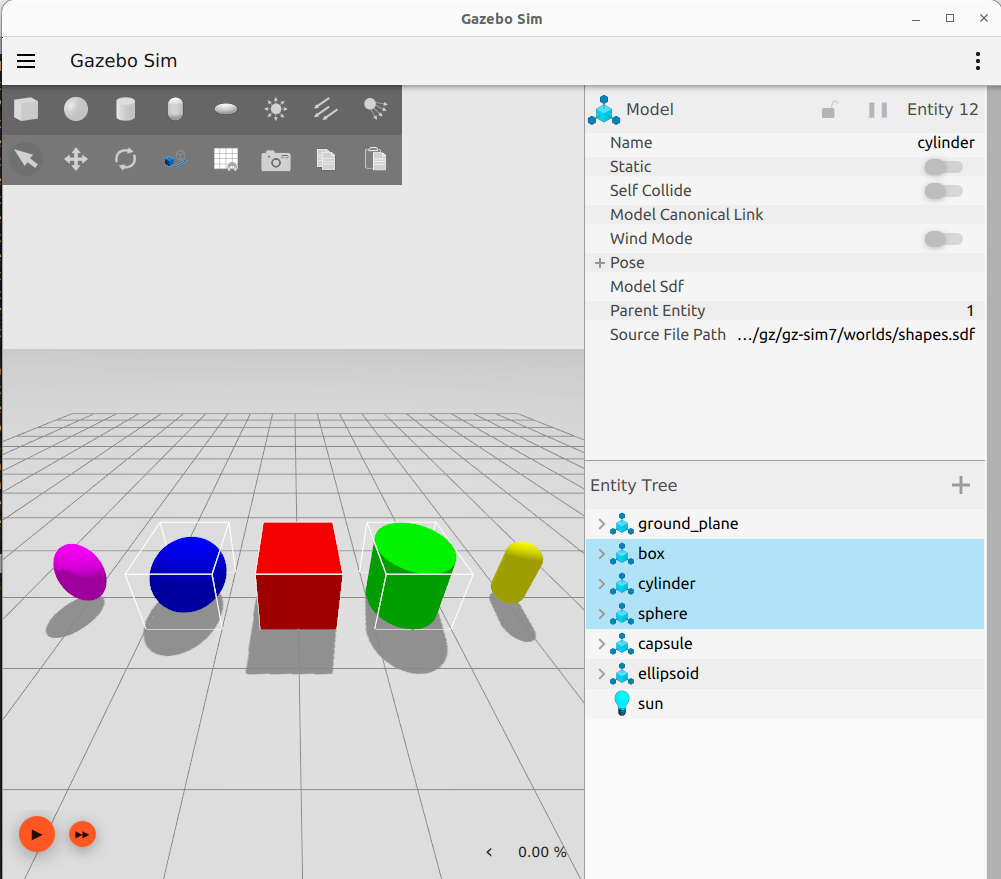 Gazebo Sim
Gazebo Sim
Model Entity 12
Name cylinder
Static
Self Collide
Model Canonical Link
Wind Mode
+ Pose
Model Sdf
Parent Entity 1
Source File Path .../gz/gz-sim7/worlds/shapes.sdf
Entity Tree
ground_plane
box
cylinder
sphere
capsule
ellipsoid
sun
0.00 %